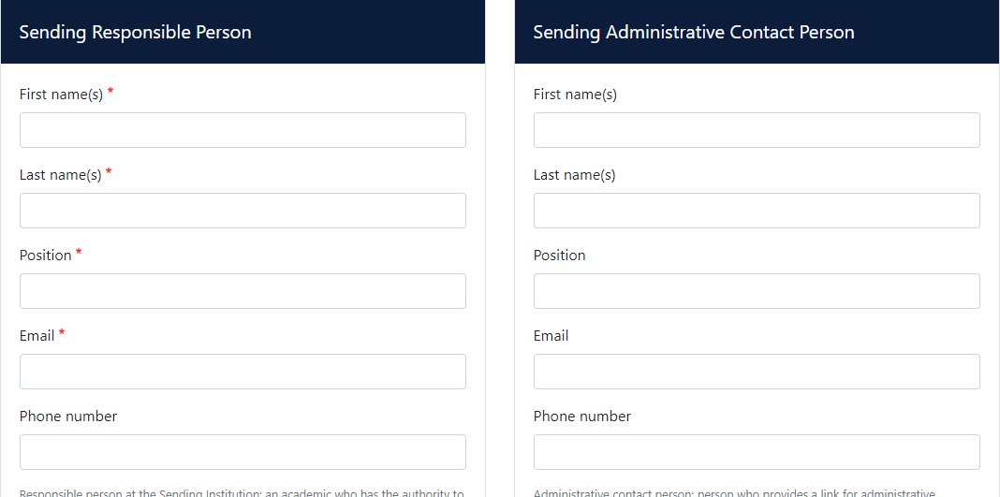 Sending Responsible Person
First name(s) *
Last name(s) *
Position *
Email *
Phone number
Responsible person at the Sending Institution: an academic who has the authority to
Sending Administrative Contact Person
First name(s)
Last name(s)
Position
Email
Phone number
Administrative contact person: person who provides a link for administrative